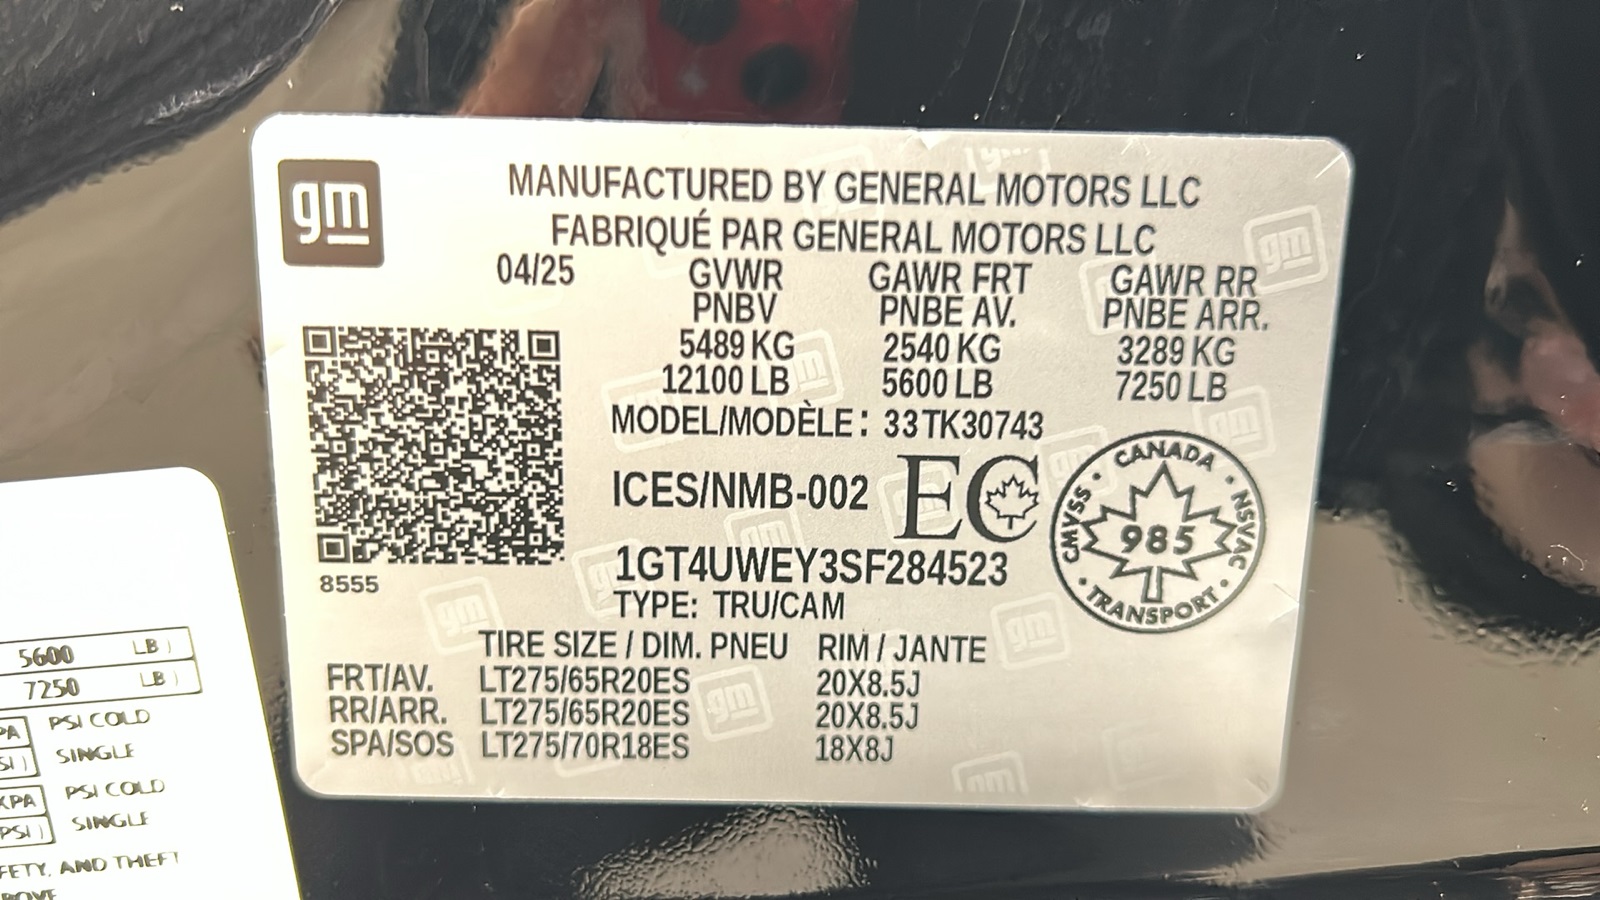 gm
MANUFACTURED BY GENERAL MOTORS LLC
FABRIQUÉ PAR GENERAL MOTORS LLC
04/25 GVWR GAWR FRT GAWR RR
PNBV PNBE AV. PNBE ARR.
5489 KG 2540 KG 3289 KG
12100 LB 5600 LB 7250 LB
MODEL/MODÈLE: 33TK30743
ICES/NMB-002 EC
CANADA
CMVSS 985 NSVAC
TRANSPORT
1GT4UWEY3SF284523
8555
TYPE: TRU/CAM
TIRE SIZE / DIM. PNEU RIM / JANTE
FRT/AV. LT275/65R20ES 20X8.5J
RR/ARR. LT275/65R20ES 20X8.5J
SPA/SOS LT275/70R18ES 18X8J
5600 LB)
7250 LB)
PSI COLD
SINGLE
KPA PSI COLD
PSI) SINGLE
AND THEFT